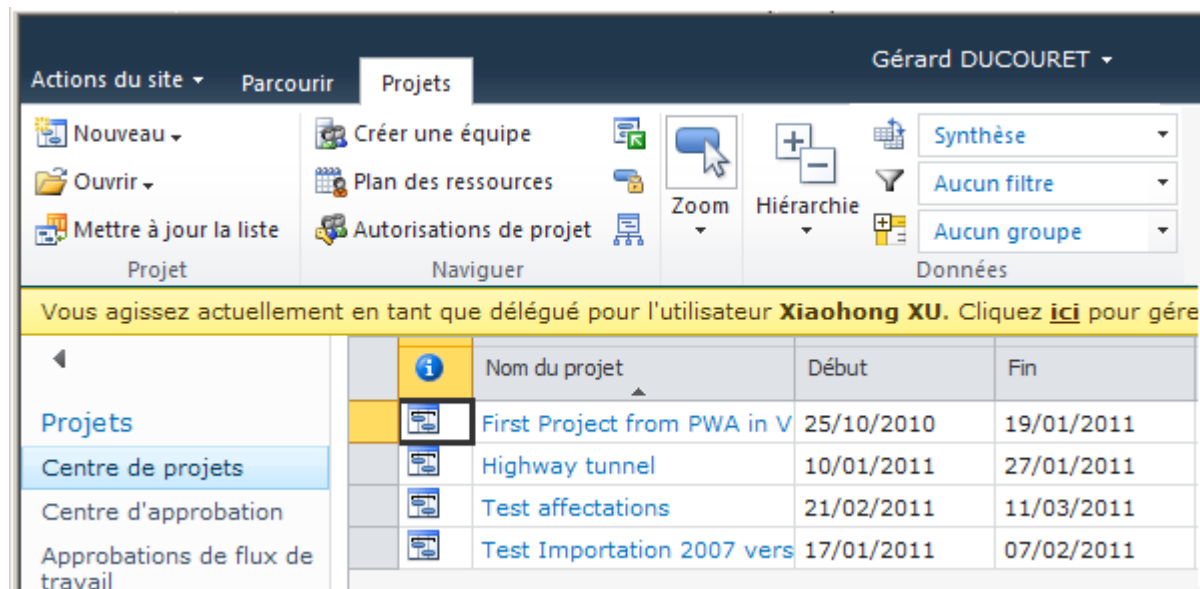 Gérard DUCOURET
Actions du site Parcourir Projets
Nouveau Créer une équipe Synthèse
Ouvrir Plan des ressources Aucun filtre
Zoom Hiérarchie
Mettre à jour la liste Autorisations de projet Aucun groupe
Projet Naviguer Données
Vous agissez actuellement en tant que délégué pour l'utilisateur Xiaohong XU. Cliquez ici pour gére
Nom du projet Début Fin
Projets First Project from PWA in V 25/10/2010 19/01/2011
Centre de projets Highway tunnel 10/01/2011 27/01/2011
Centre d'approbation Test affectations 21/02/2011 11/03/2011
Approbations de flux de Test Importation 2007 vers 17/01/2011 07/02/2011
travail